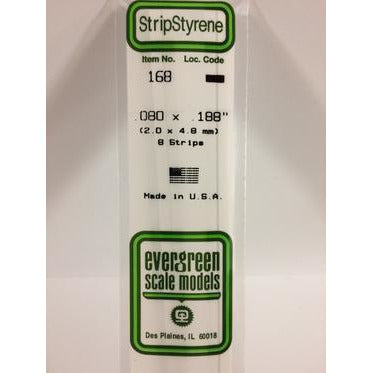 StripStyrene
Item No. Loc. Code
168
.080 x .188"
(2.0 x 4.8 mm)
8 Strips
Made in U.S.A.
evergreen
scale models
Des Plaines, IL 60018